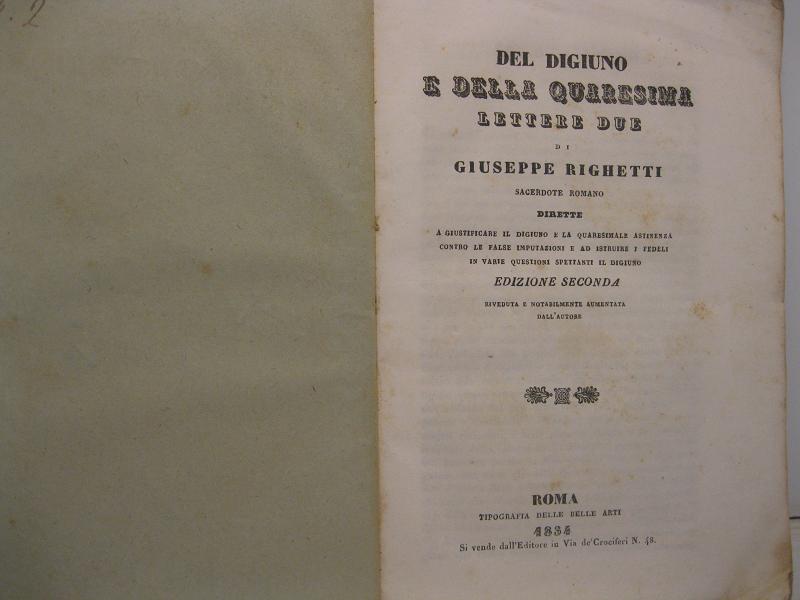 2
DEL DIGIUNO
E DELLA QUARESIMA
LETTERE DUE
DI
GIUSEPPE RIGHETTI
SACERDOTE ROMANO
DIRETTE
A GIUSTIFICARE IL DIGIUNO E LA QUARESIMALE ASTINENZA
CONTRO LE FALSE IMPUTAZIONI E AD ISTRUIRE I FEDELI
IN VARIE QUESTIONI SPETTANTI IL DIGIUNO
EDIZIONE SECONDA
RIVEDUTA E NOTABILMENTE AUMENTATA
DALL'AUTORE
ROMA
TIPOGRAFIA DELLE BELLE ARTI
1834
Si vende dall'Editore in Via de' Crociferi N. 48.